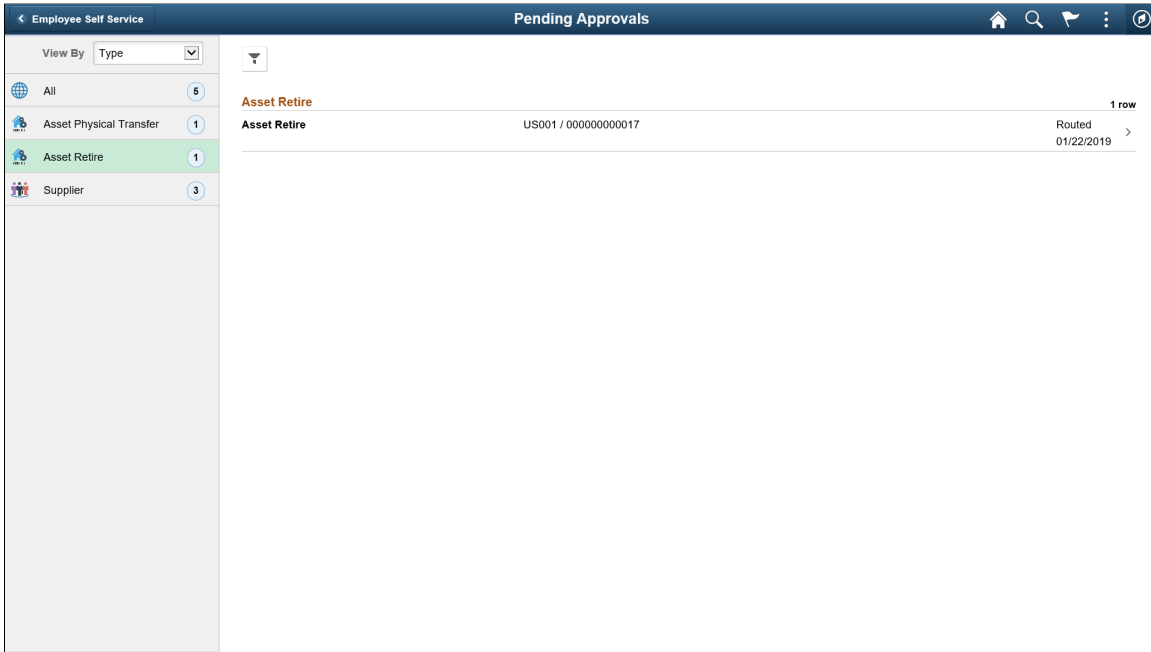 Employee Self Service
Pending Approvals
View By Type
All 5
Asset Physical Transfer 1
Asset Retire 1
Supplier 3
Asset Retire 1 row
Asset Retire US001 / 000000000017 Routed
01/22/2019